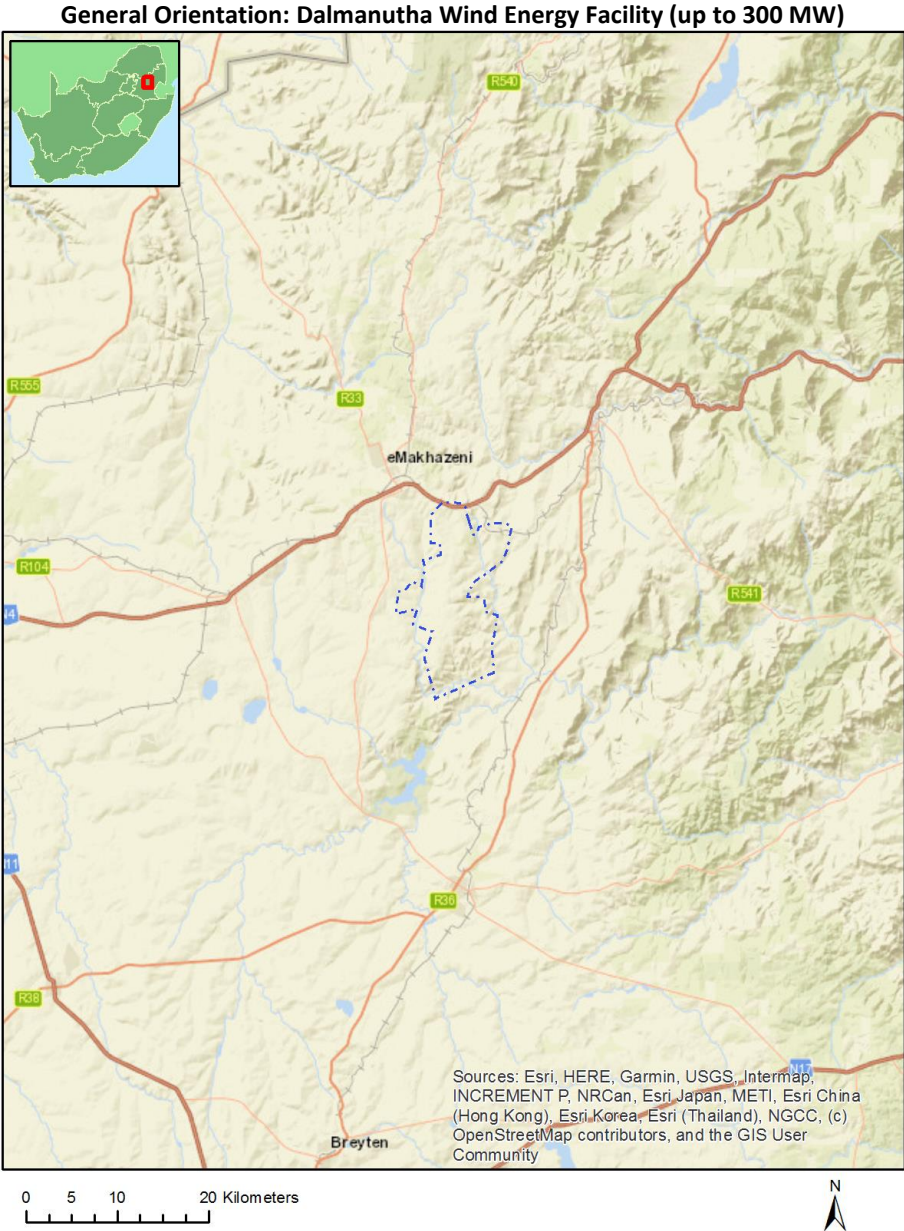 General Orientation: Dalmanutha Wind Energy Facility (up to 300 MW)
R540
R555
R33
eMakhazeni
R104
R541
N4
11
R36
R38
N17
Sources: Esri, HERE, Garmin, USGS, Intermap,
INCREMENT P, NRCan, Esri Japan, METI, Esri China
(Hong Kong), Esri Korea, Esri (Thailand), NGCC, (c)
OpenStreetMap contributors, and the GIS User
Community
Breyten
0 5 10 20 Kilometers
N